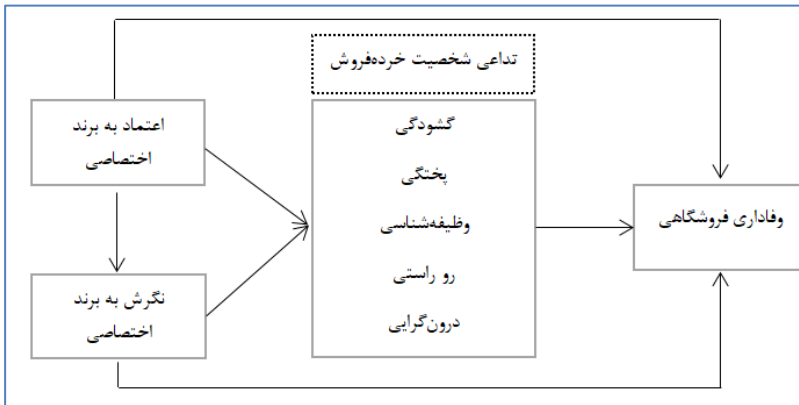 تداعی شخصیت خرده‌فروش
اعتماد به برند
اختصاصی
نگرش به برند
اختصاصی
گشودگی
پختگی
وظیفه‌شناسی
رو راستی
درون‌گرایی
وفاداری فروشگاهی